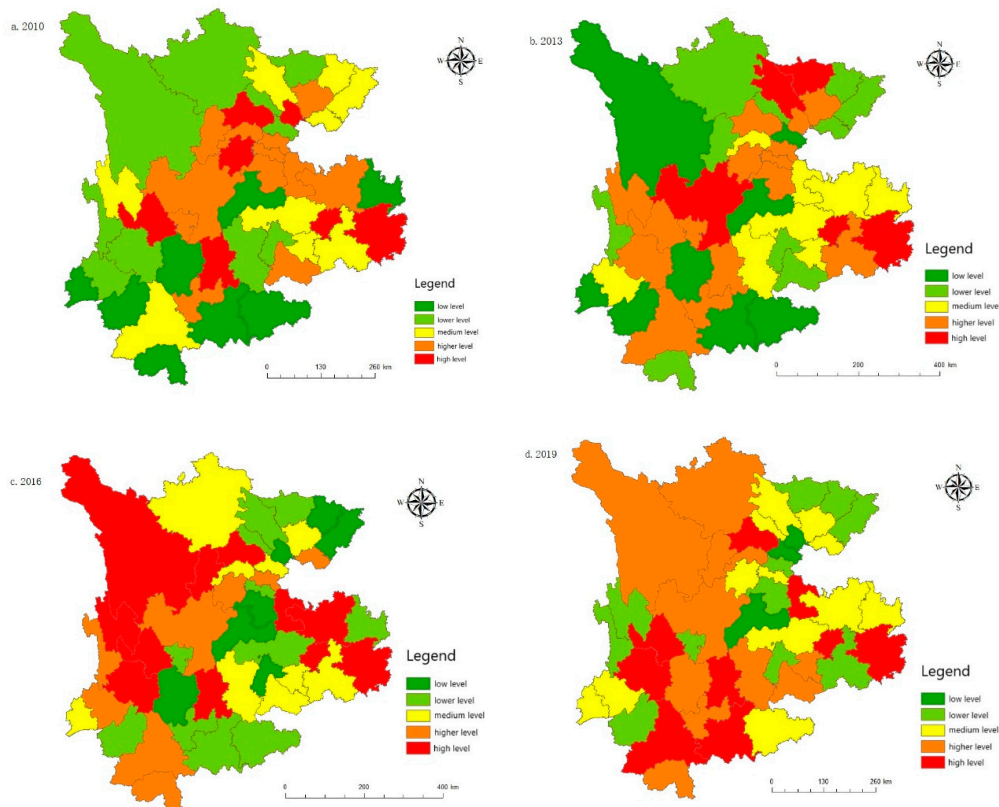 a. 2010
N
W E
S
Legend
low level
lower level
medium level
higher level
high level
0 130 260 km
b. 2013
N
W E
S
Legend
low level
lower level
medium level
higher level
high level
0 200 400 km
c. 2016
N
W E
S
Legend
low level
lower level
medium level
higher level
high level
0 200 400 km
d. 2019
N
W E
S
Legend
low level
lower level
medium level
higher level
high level
0 130 260 km